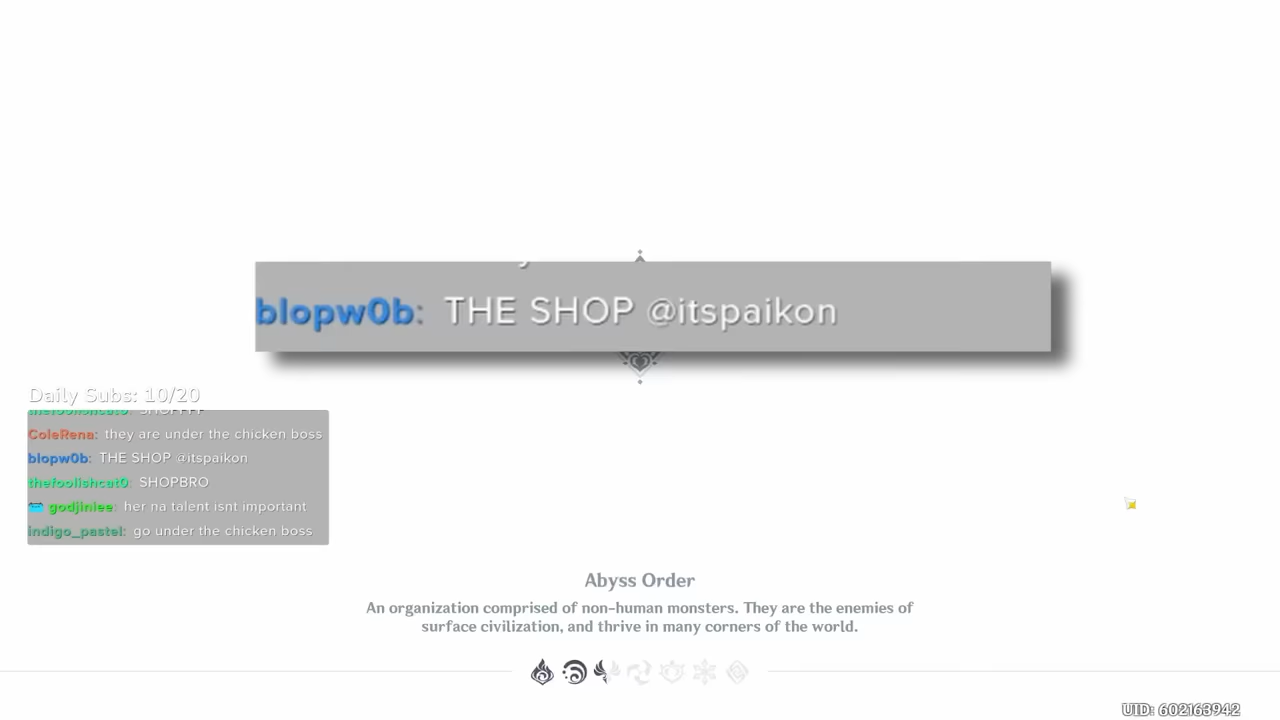 blopw0b: THE SHOP @itspaikon
Daily Subs: 10/20
thefoolishcat0: SHOPPPP
ColeRena: they are under the chicken boss
blopw0b: THE SHOP @itspaikon
thefoolishcat0: SHOPBRO
godjinlee: her na talent isnt important
indigo_pastel: go under the chicken boss
Abyss Order
An organization comprised of non-human monsters. They are the enemies of
surface civilization, and thrive in many corners of the world.
UID: 602163942